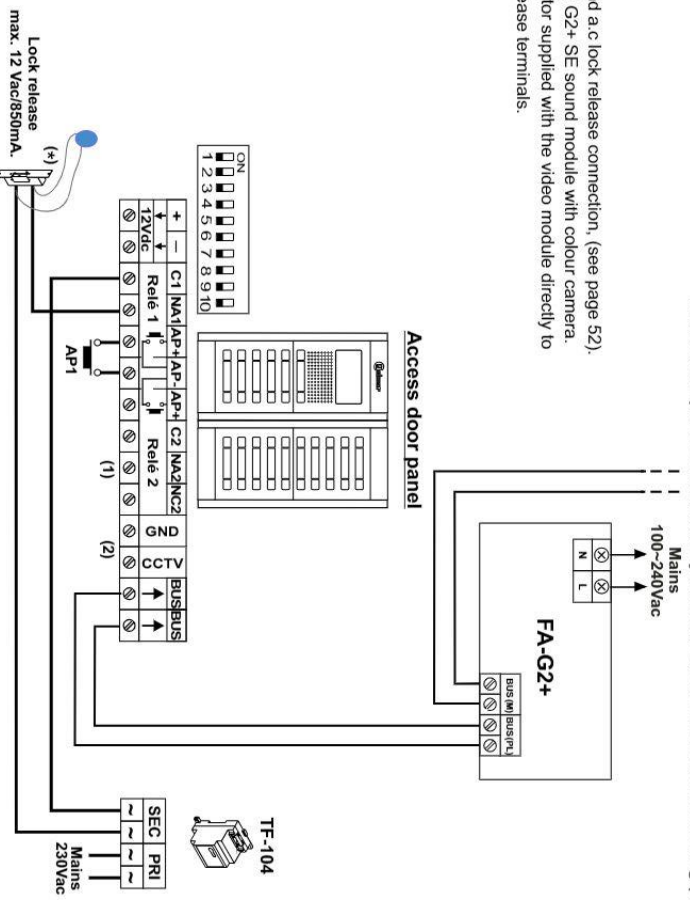 d a.c lock release connection, (see page 52).
G2+ SE sound module with colour camera.
tor supplied with the video module directly to
ease terminals.
Mains
100~240Vac
N
L
FA-G2+
BUS(M) BUS(PL)
Access door panel
ON
1 2 3 4 5 6 7 8 9 10
+ – C1 NA1 AP+ AP- AP+ C2 NA2 NC2 GND CCTV BUS BUS
12Vdc Relé 1 Relé 2
AP1
(1)
(2)
(*)
Lock release
max. 12 Vac/850mA.
TF-104
SEC PRI
~ ~ ~ ~
Mains
230Vac